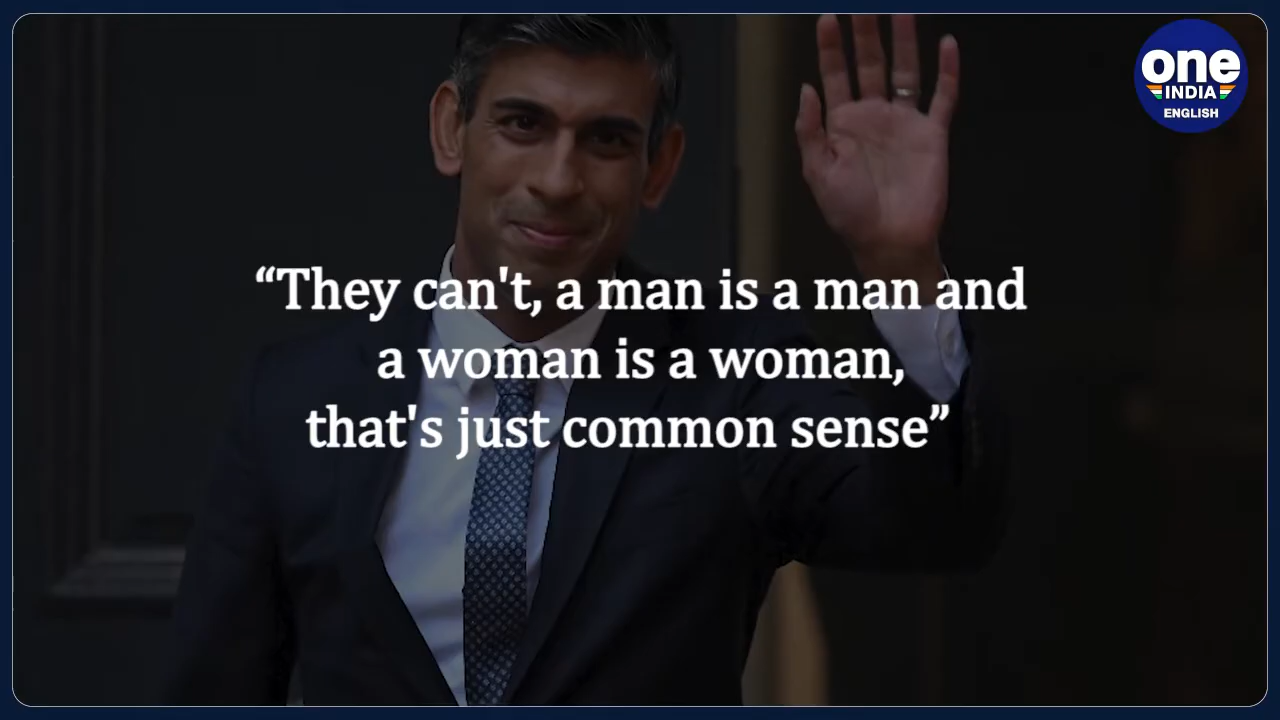 one
INDIA
ENGLISH
“They can't, a man is a man and
a woman is a woman,
that's just common sense”